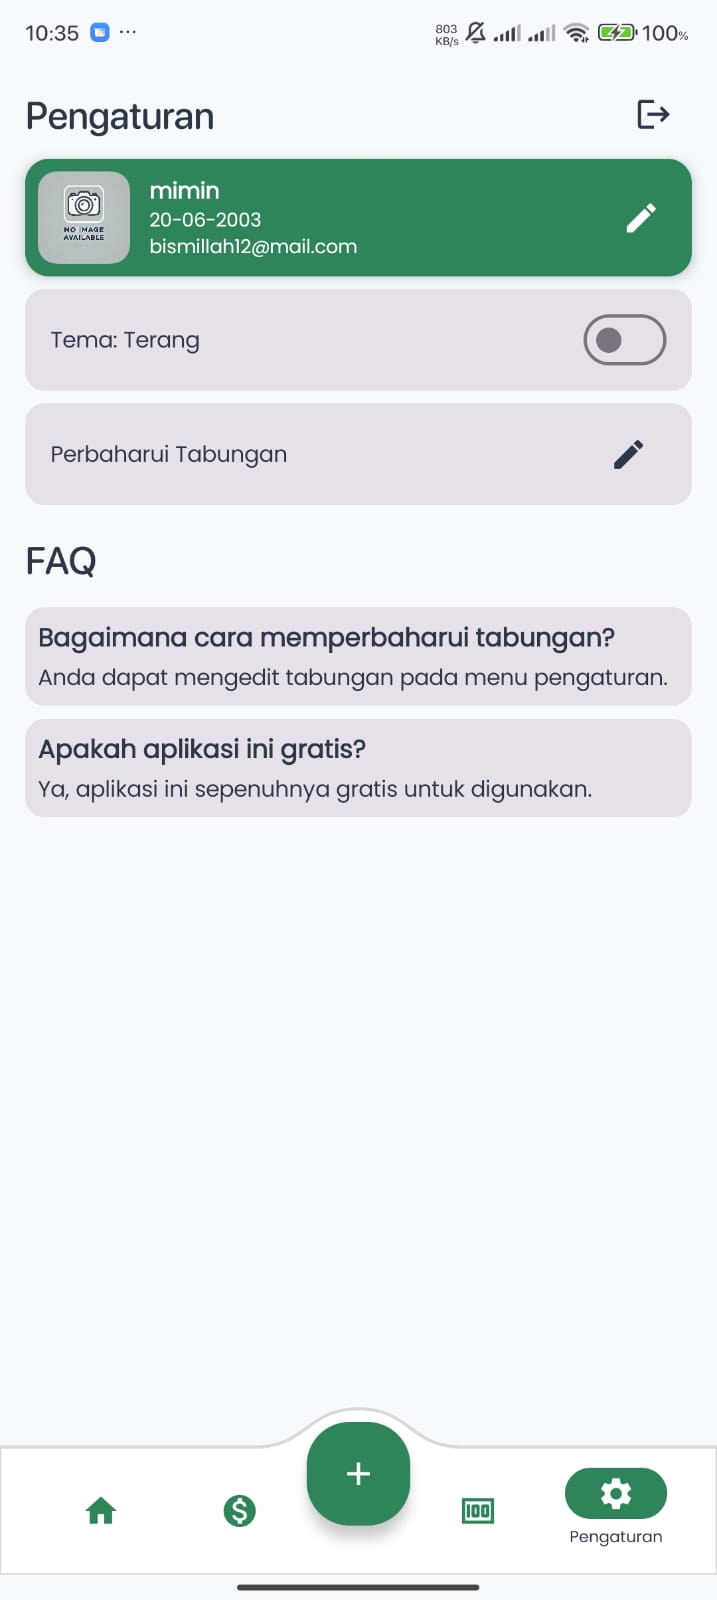 10:35
803
KB/s
100%
Pengaturan
NO IMAGE
AVAILABLE
mimin
20-06-2003
bismillah12@mail.com
Tema: Terang
Perbaharui Tabungan
FAQ
Bagaimana cara memperbaharui tabungan?
Anda dapat mengedit tabungan pada menu pengaturan.
Apakah aplikasi ini gratis?
Ya, aplikasi ini sepenuhnya gratis untuk digunakan.
+
$
100
Pengaturan